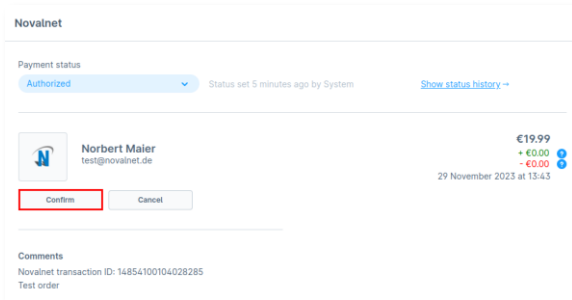 Novalnet
Payment status
Authorized Status set 5 minutes ago by System Show status history →
€19.99
Norbert Maier + €0.00 ?
test@novalnet.de - €0.00 ?
29 November 2023 at 13:43
Confirm Cancel
Comments
Novalnet transaction ID: 14854100104028285
Test order